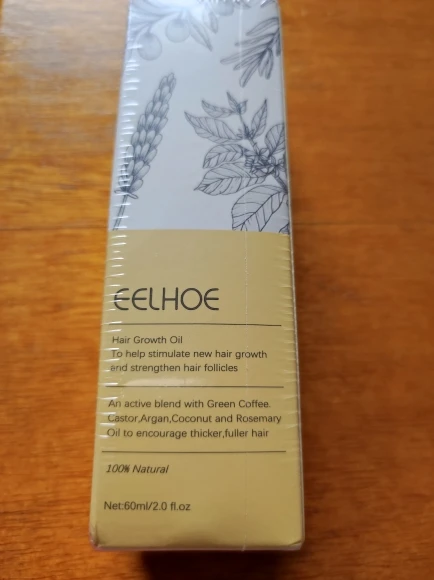 EELHOE
Hair Growth Oil
To help stimulate new hair growth
and strengthen hair follicles
An active blend with Green Coffee.
Castor,Argan,Coconut and Rosemary
Oil to encourage thicker,fuller hair
100% Natural
Net:60ml/2.0 fl.oz